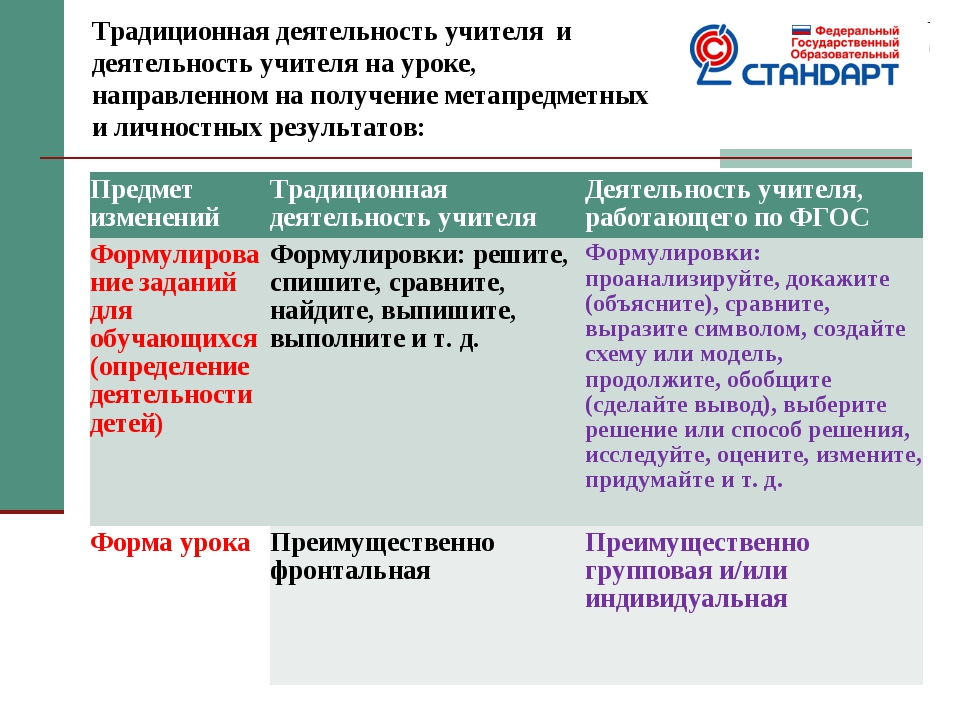 Традиционная деятельность учителя и
деятельность учителя на уроке,
направленном на получение метапредметных
и личностных результатов:
Федеральный
Государственный
Образовательный
СТАНДАРТ
Предмет
изменений
Традиционная
деятельность учителя
Деятельность учителя,
работающего по ФГОС
Формулирова
ние заданий
для
обучающихся
(определение
деятельности
детей)
Формулировки: решите,
спишите, сравните,
найдите, выпишите,
выполните и т. д.
Формулировки:
проанализируйте, докажите
(объясните), сравните,
выразите символом, создайте
схему или модель,
продолжите, обобщите
(сделайте вывод), выберите
решение или способ решения,
исследуйте, оцените, измените,
придумайте и т. д.
Форма урока
Преимущественно
фронтальная
Преимущественно
групповая и/или
индивидуальная